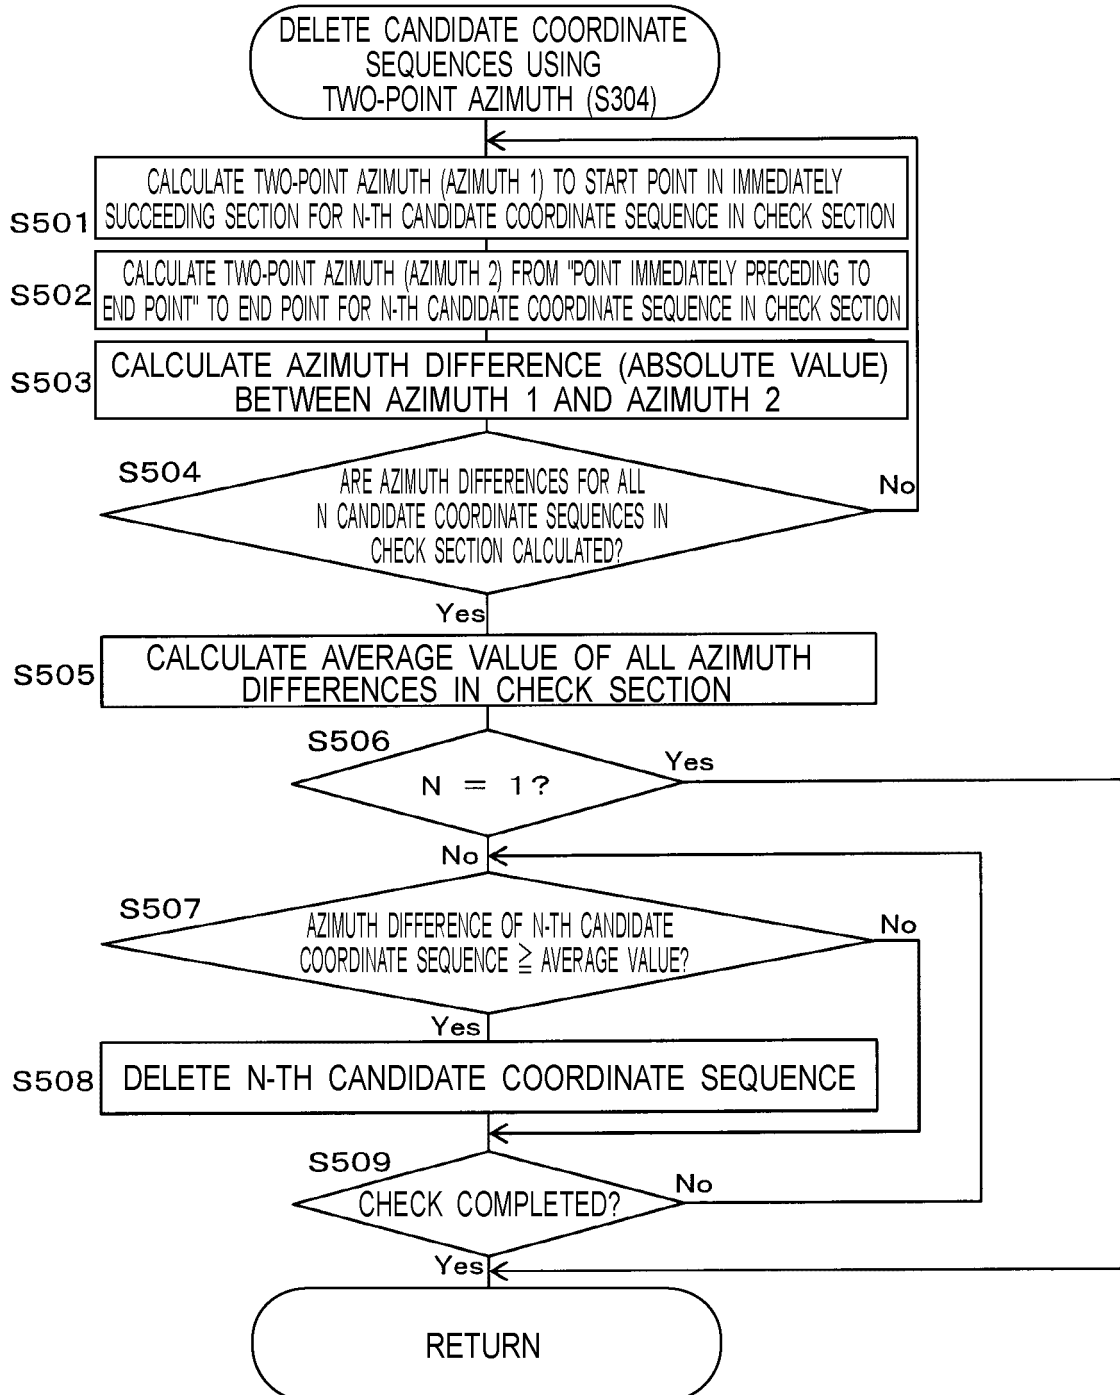 DELETE CANDIDATE COORDINATE
SEQUENCES USING
TWO-POINT AZIMUTH (S304)
S501
CALCULATE TWO-POINT AZIMUTH (AZIMUTH 1) TO START POINT IN IMMEDIATELY
SUCCEEDING SECTION FOR N-TH CANDIDATE COORDINATE SEQUENCE IN CHECK SECTION
S502
CALCULATE TWO-POINT AZIMUTH (AZIMUTH 2) FROM "POINT IMMEDIATELY PRECEDING TO
END POINT" TO END POINT FOR N-TH CANDIDATE COORDINATE SEQUENCE IN CHECK SECTION
S503
CALCULATE AZIMUTH DIFFERENCE (ABSOLUTE VALUE)
BETWEEN AZIMUTH 1 AND AZIMUTH 2
S504
ARE AZIMUTH DIFFERENCES FOR ALL
N CANDIDATE COORDINATE SEQUENCES IN
CHECK SECTION CALCULATED?
No
Yes
S505
CALCULATE AVERAGE VALUE OF ALL AZIMUTH
DIFFERENCES IN CHECK SECTION
S506
N = 1?
Yes
No
S507
AZIMUTH DIFFERENCE OF N-TH CANDIDATE
COORDINATE SEQUENCE ≧ AVERAGE VALUE?
No
Yes
S508
DELETE N-TH CANDIDATE COORDINATE SEQUENCE
S509
CHECK COMPLETED?
No
Yes
RETURN